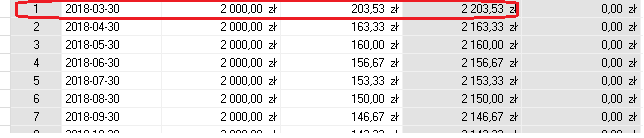 1 2018-03-30 2 000,00 zł 203,53 zł 2 203,53 zł 0,00 zł
2 2018-04-30 2 000,00 zł 163,33 zł 2 163,33 zł 0,00 zł
3 2018-05-30 2 000,00 zł 160,00 zł 2 160,00 zł 0,00 zł
4 2018-06-30 2 000,00 zł 156,67 zł 2 156,67 zł 0,00 zł
5 2018-07-30 2 000,00 zł 153,33 zł 2 153,33 zł 0,00 zł
6 2018-08-30 2 000,00 zł 150,00 zł 2 150,00 zł 0,00 zł
7 2018-09-30 2 000,00 zł 146,67 zł 2 146,67 zł 0,00 zł